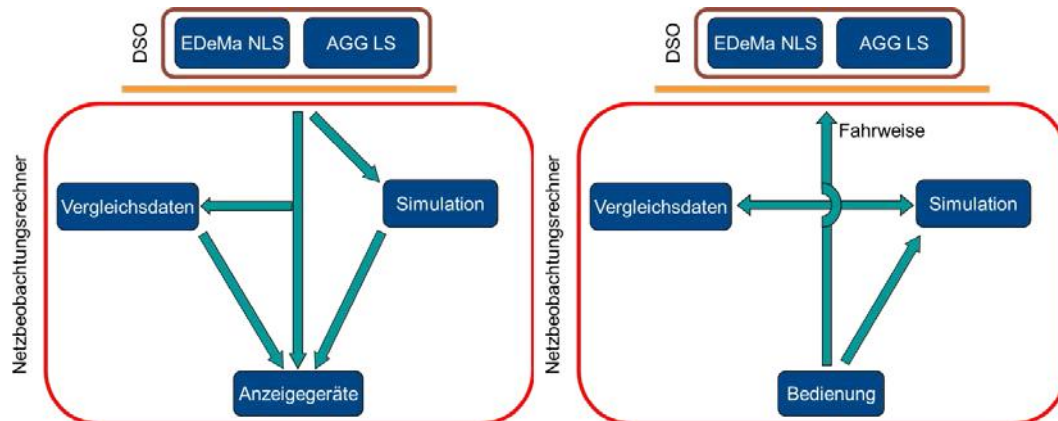 DSO
EDeMa NLS
AGG LS
Netzbeobachtungsrechner
Vergleichsdaten
Simulation
Anzeigegeräte
DSO
EDeMa NLS
AGG LS
Fahrweise
Netzbeobachtungsrechner
Vergleichsdaten
Simulation
Bedienung